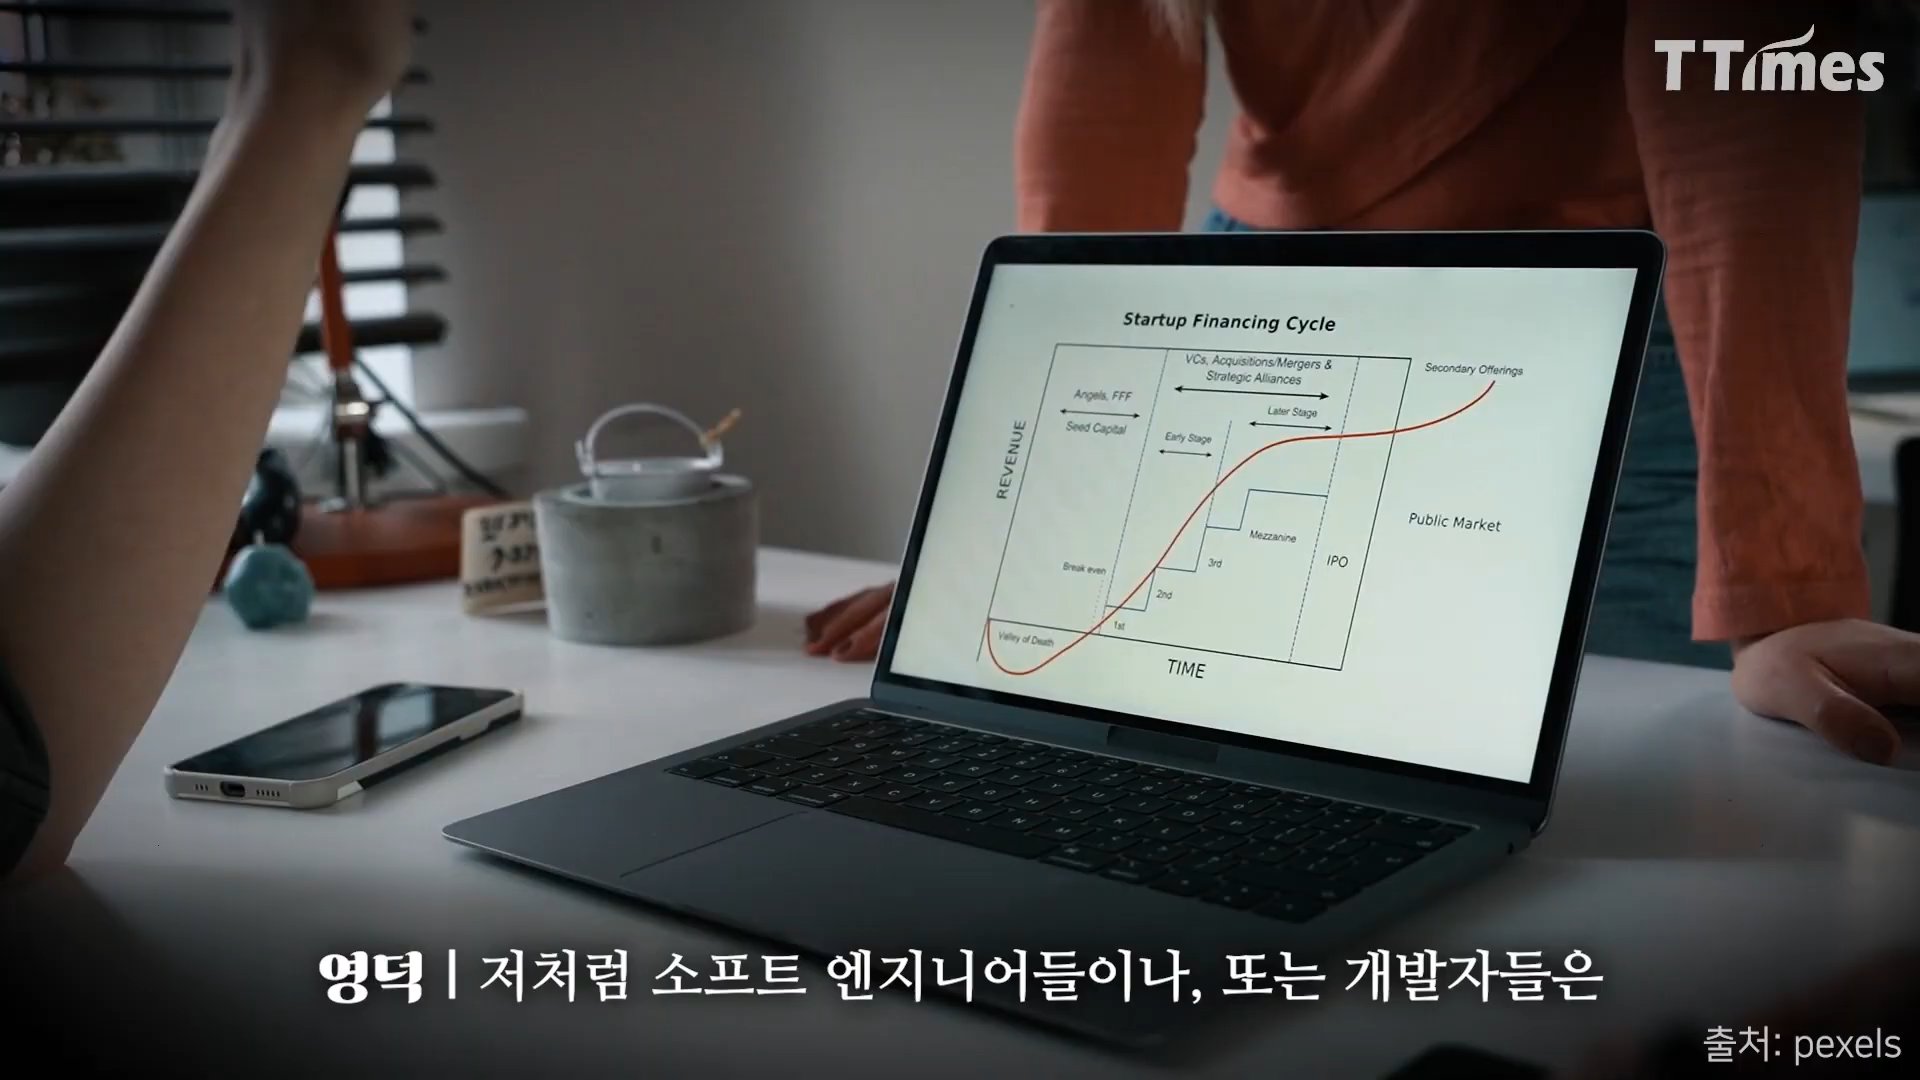 TTimes
Startup Financing Cycle
VCs, Acquisitions/Mergers &
Strategic Alliances
Secondary Offerings
Angels, FFF
Later Stage
Seed Capital
Early Stage
REVENUE
Public Market
Mezzanine
IPO
3rd
Break even
2nd
1st
Valley of Death
TIME
영덕 | 저처럼 소프트 엔지니어들이나, 또는 개발자들은
출처: pexels